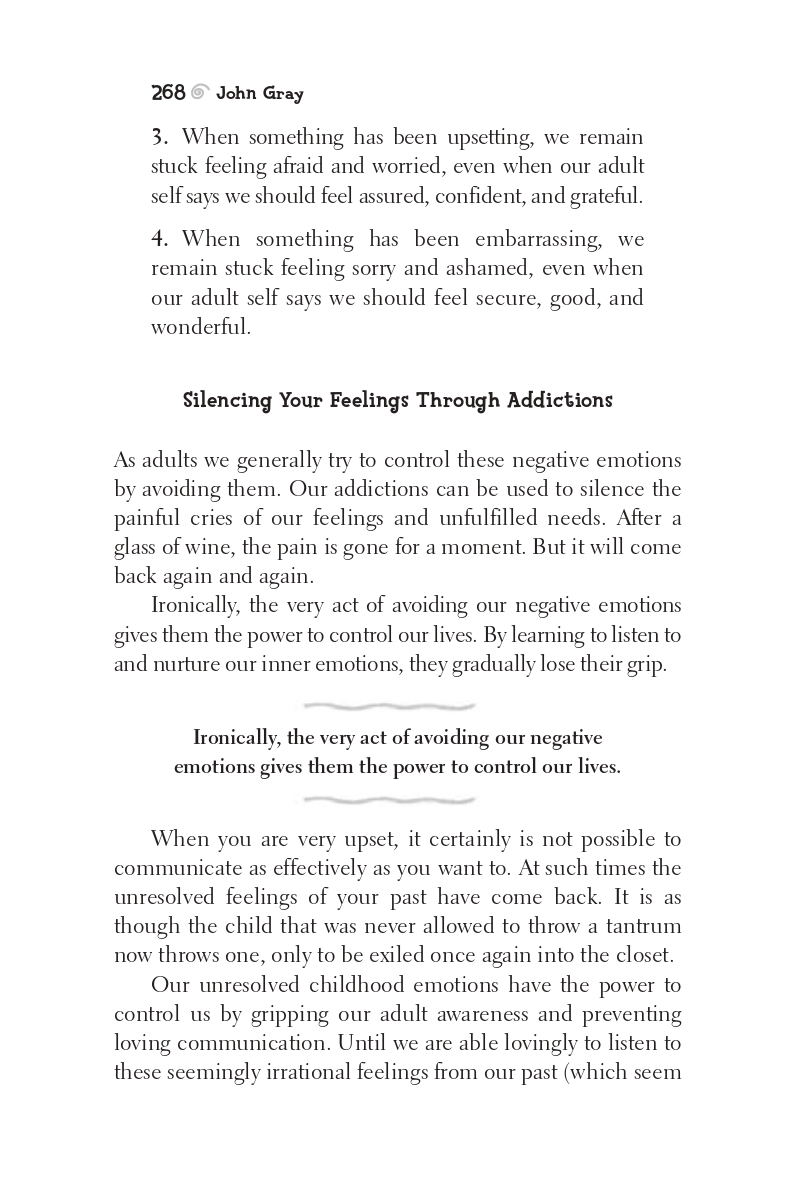 268 John Gray
3. When something has been upsetting, we remain
stuck feeling afraid and worried, even when our adult
self says we should feel assured, confident, and grateful.
4. When something has been embarrassing, we
remain stuck feeling sorry and ashamed, even when
our adult self says we should feel secure, good, and
wonderful.
Silencing Your Feelings Through Addictions
As adults we generally try to control these negative emotions
by avoiding them. Our addictions can be used to silence the
painful cries of our feelings and unfulfilled needs. After a
glass of wine, the pain is gone for a moment. But it will come
back again and again.
Ironically, the very act of avoiding our negative emotions
gives them the power to control our lives. By learning to listen to
and nurture our inner emotions, they gradually lose their grip.
Ironically, the very act of avoiding our negative
emotions gives them the power to control our lives.
When you are very upset, it certainly is not possible to
communicate as effectively as you want to. At such times the
unresolved feelings of your past have come back. It is as
though the child that was never allowed to throw a tantrum
now throws one, only to be exiled once again into the closet.
Our unresolved childhood emotions have the power to
control us by gripping our adult awareness and preventing
loving communication. Until we are able lovingly to listen to
these seemingly irrational feelings from our past (which seem